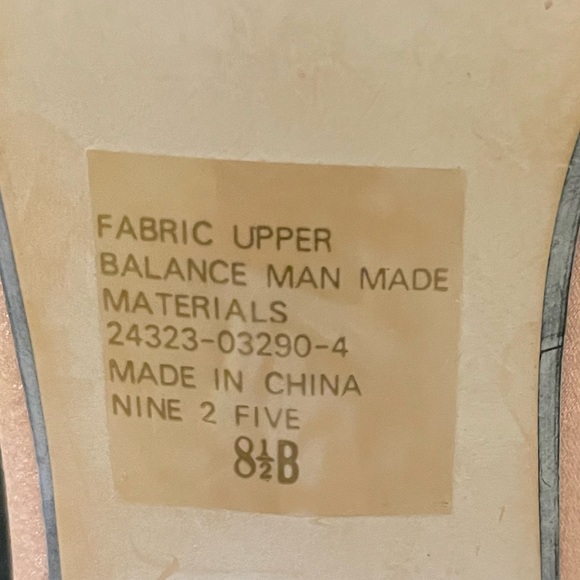 FABRIC UPPER
BALANCE MAN MADE
MATERIALS
24323-03290-4
MADE IN CHINA
NINE 2 FIVE
8½B